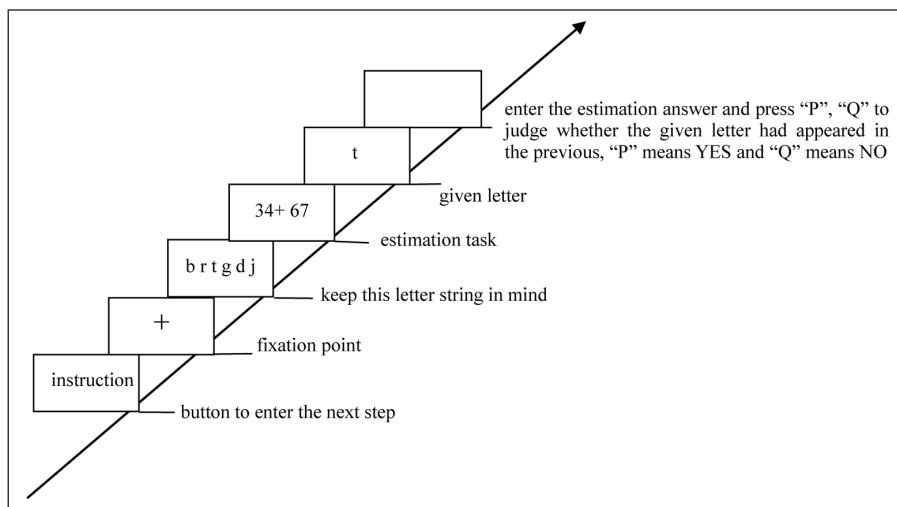 enter the estimation answer and press “P”, “Q” to
judge whether the given letter had appeared in
the previous, “P” means YES and “Q” means NO
t
given letter
34+ 67
estimation task
b r t g d j
keep this letter string in mind
+
fixation point
instruction
button to enter the next step